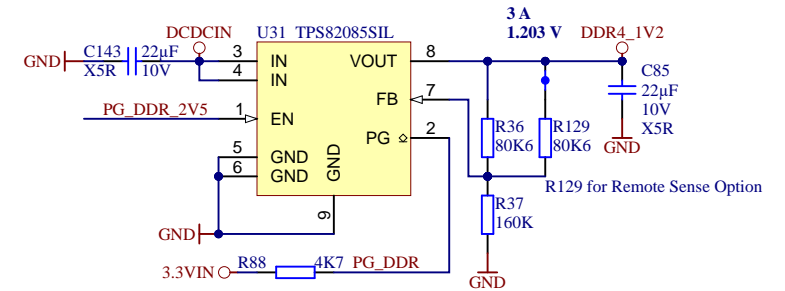 3 A
1.203 V
DCDCIN
U31 TPS82085SIL
DDR4_1V2
GND
C143
22µF
X5R
10V
3
IN
4
IN
VOUT
8
FB
7
C85
22µF
10V
X5R
GND
PG_DDR_2V5
1
EN
PG
2
R36
80K6
R129
80K6
5
GND
6
GND
GND
9
R129 for Remote Sense Option
R37
160K
GND
GND
3.3VIN
R88
4K7
PG_DDR